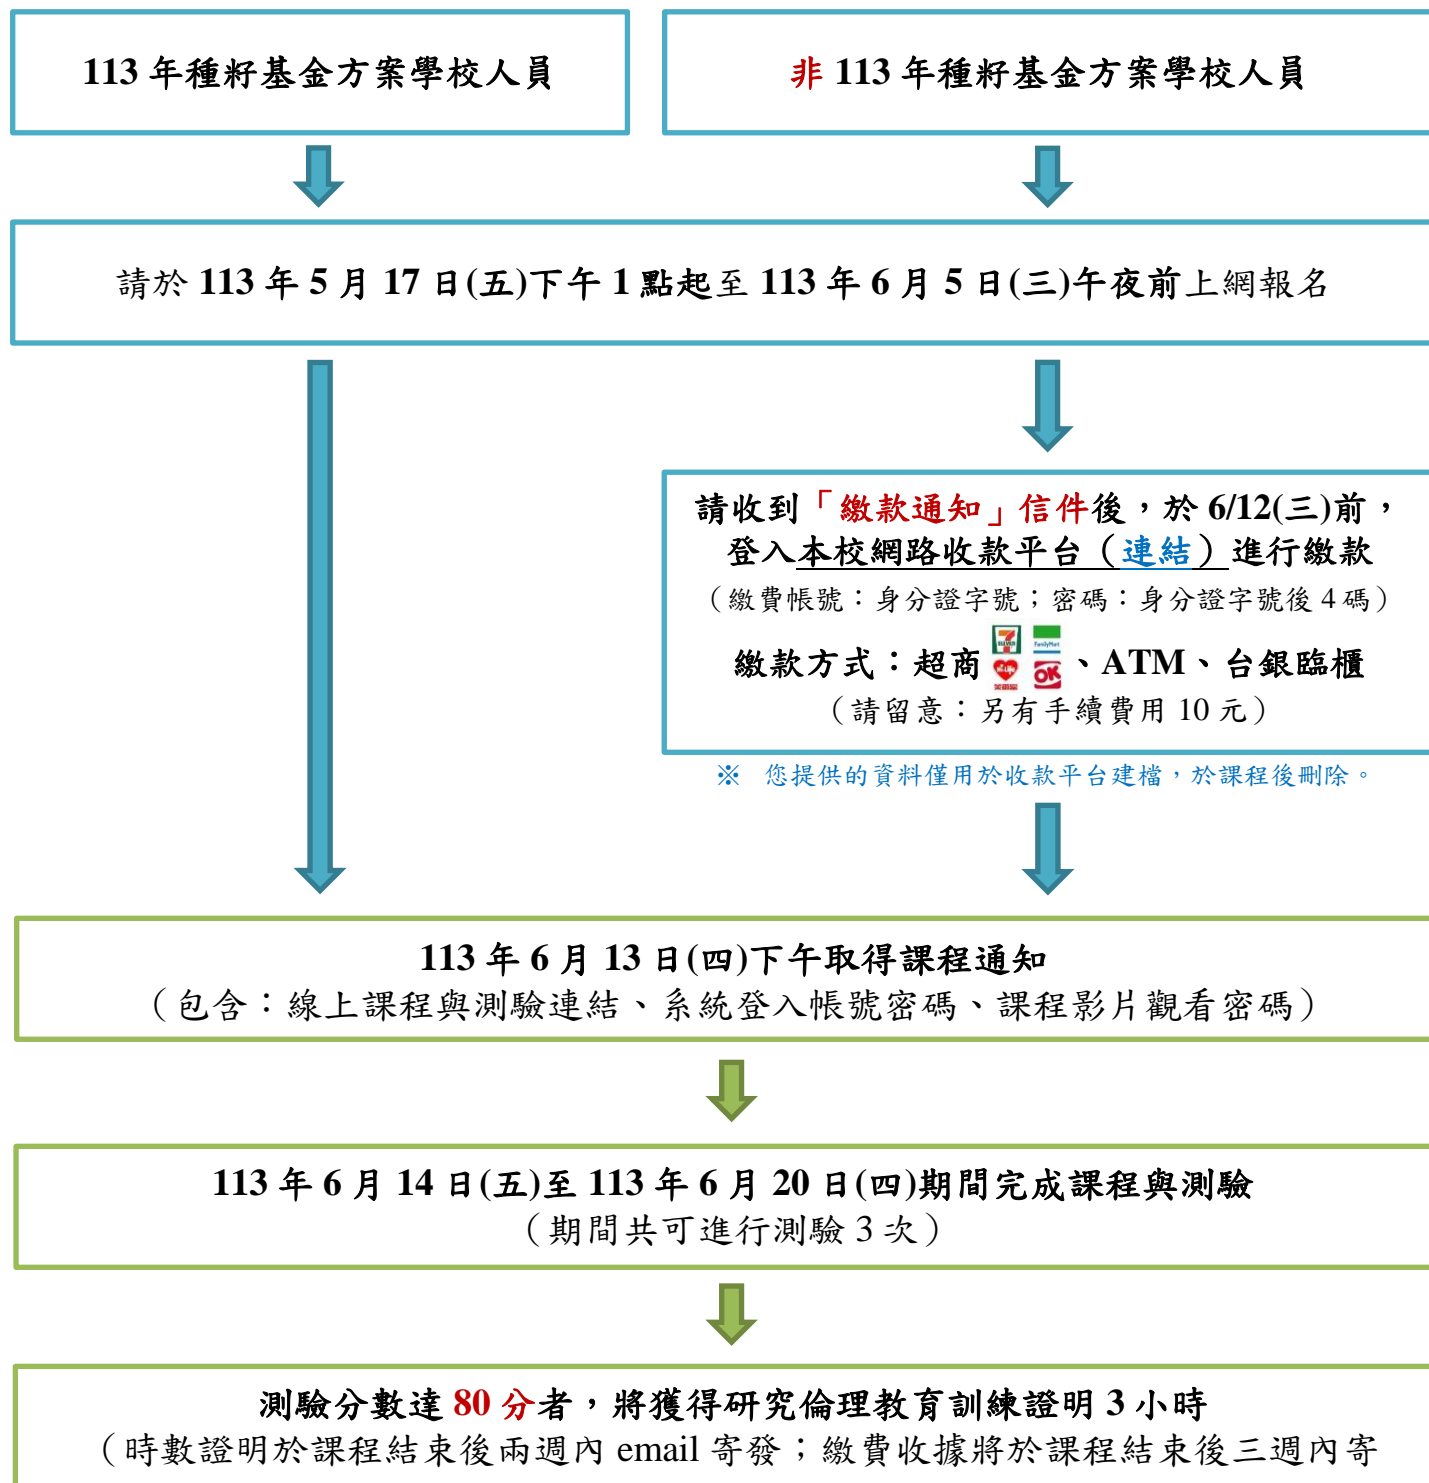 113 年種籽基金方案學校人員
非 113 年種籽基金方案學校人員
請於 113 年 5 月 17 日(五)下午 1 點起至 113 年 6 月 5 日(三)午夜前上網報名
請收到「繳款通知」信件後，於 6/12(三)前，
登入本校網路收款平台（連結）進行繳款
（繳費帳號：身分證字號；密碼：身分證字號後 4 碼）
繳款方式：超商、ATM、台銀臨櫃
（請留意：另有手續費用 10 元）
※ 您提供的資料僅用於收款平台建檔，於課程後刪除。
113 年 6 月 13 日(四)下午取得課程通知
（包含：線上課程與測驗連結、系統登入帳號密碼、課程影片觀看密碼）
113 年 6 月 14 日(五)至 113 年 6 月 20 日(四)期間完成課程與測驗
（期間共可進行測驗 3 次）
測驗分數達 80 分者，將獲得研究倫理教育訓練證明 3 小時
（時數證明於課程結束後兩週內 email 寄發；繳費收據將於課程結束後三週內寄